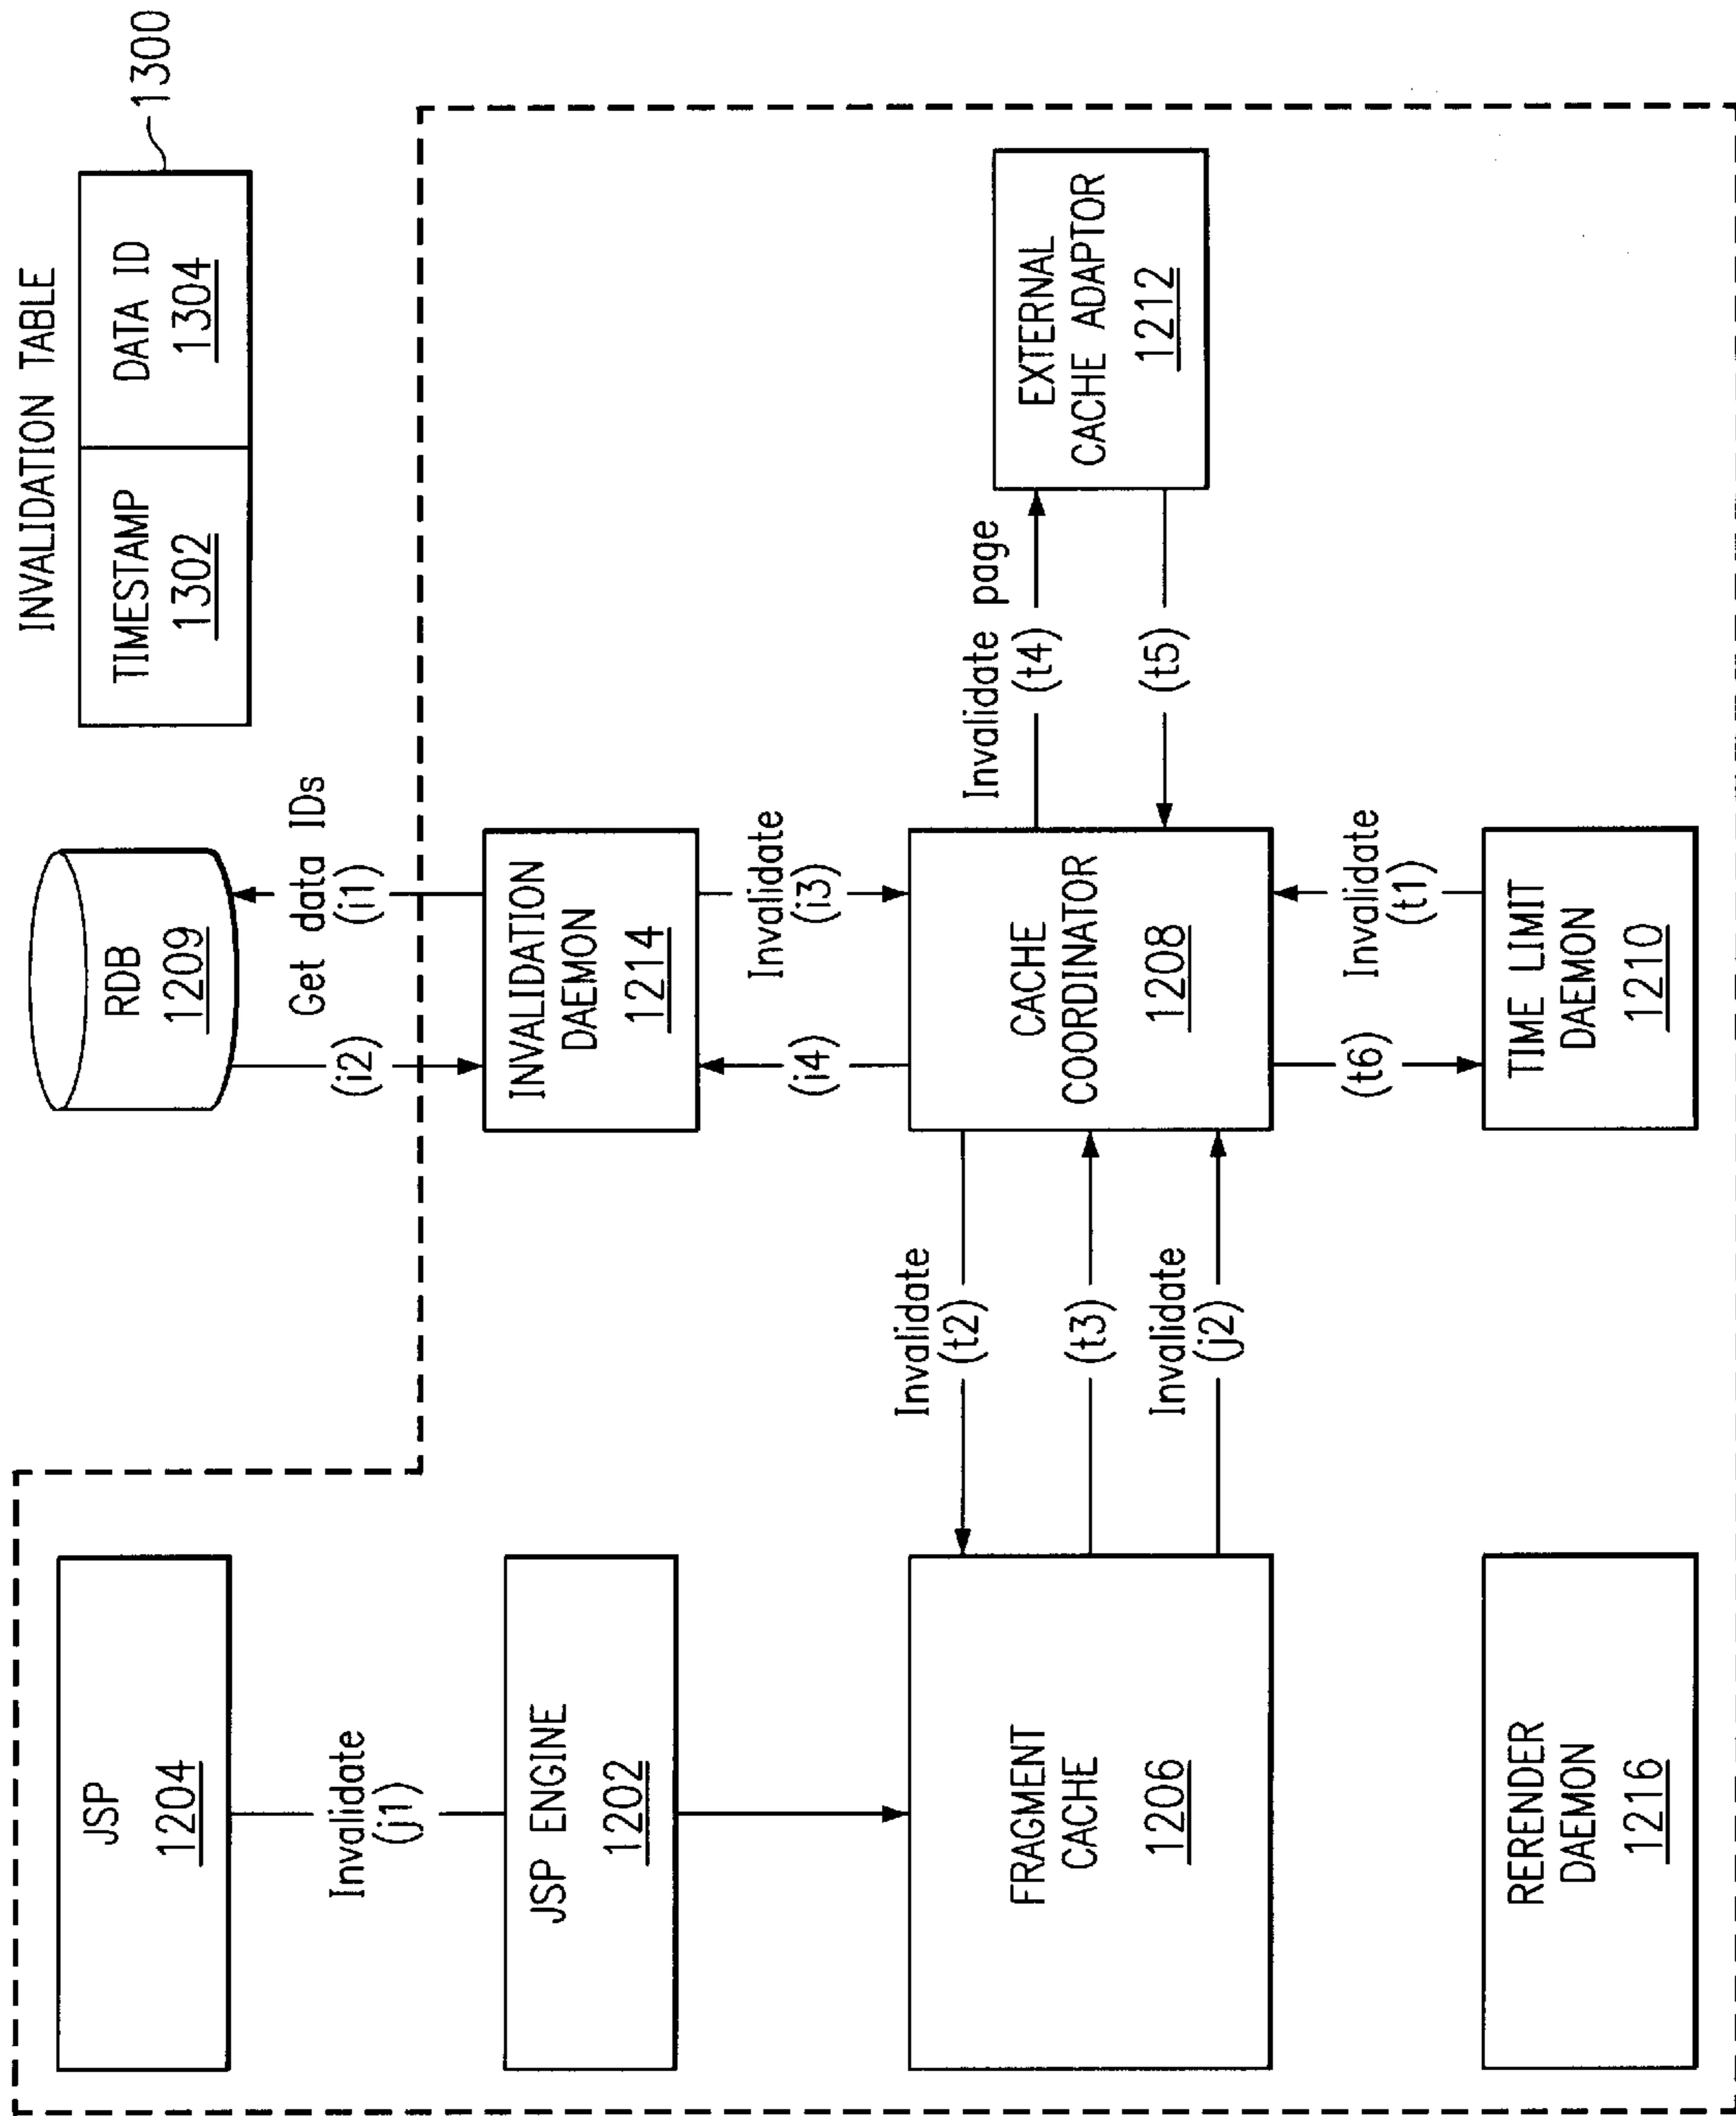 INVALIDATION TABLE
TIMESTAMP
1302
DATA ID
1304
1300
RDB
1209
(i2)
Get data IDs
(i1)
JSP
1204
Invalidate
(j1)
JSP ENGINE
1202
INVALIDATION
DAEMON
1214
(i4)
Invalidate
(i3)
FRAGMENT
CACHE
1206
Invalidate
(t2)
(t3)
Invalidate
(j2)
CACHE
COORDINATOR
1208
Invalidate page
(t4)
(t5)
EXTERNAL
CACHE ADAPTOR
1212
(t6)
Invalidate
(t1)
RERENDER
DAEMON
1216
TIME LIMIT
DAEMON
1210